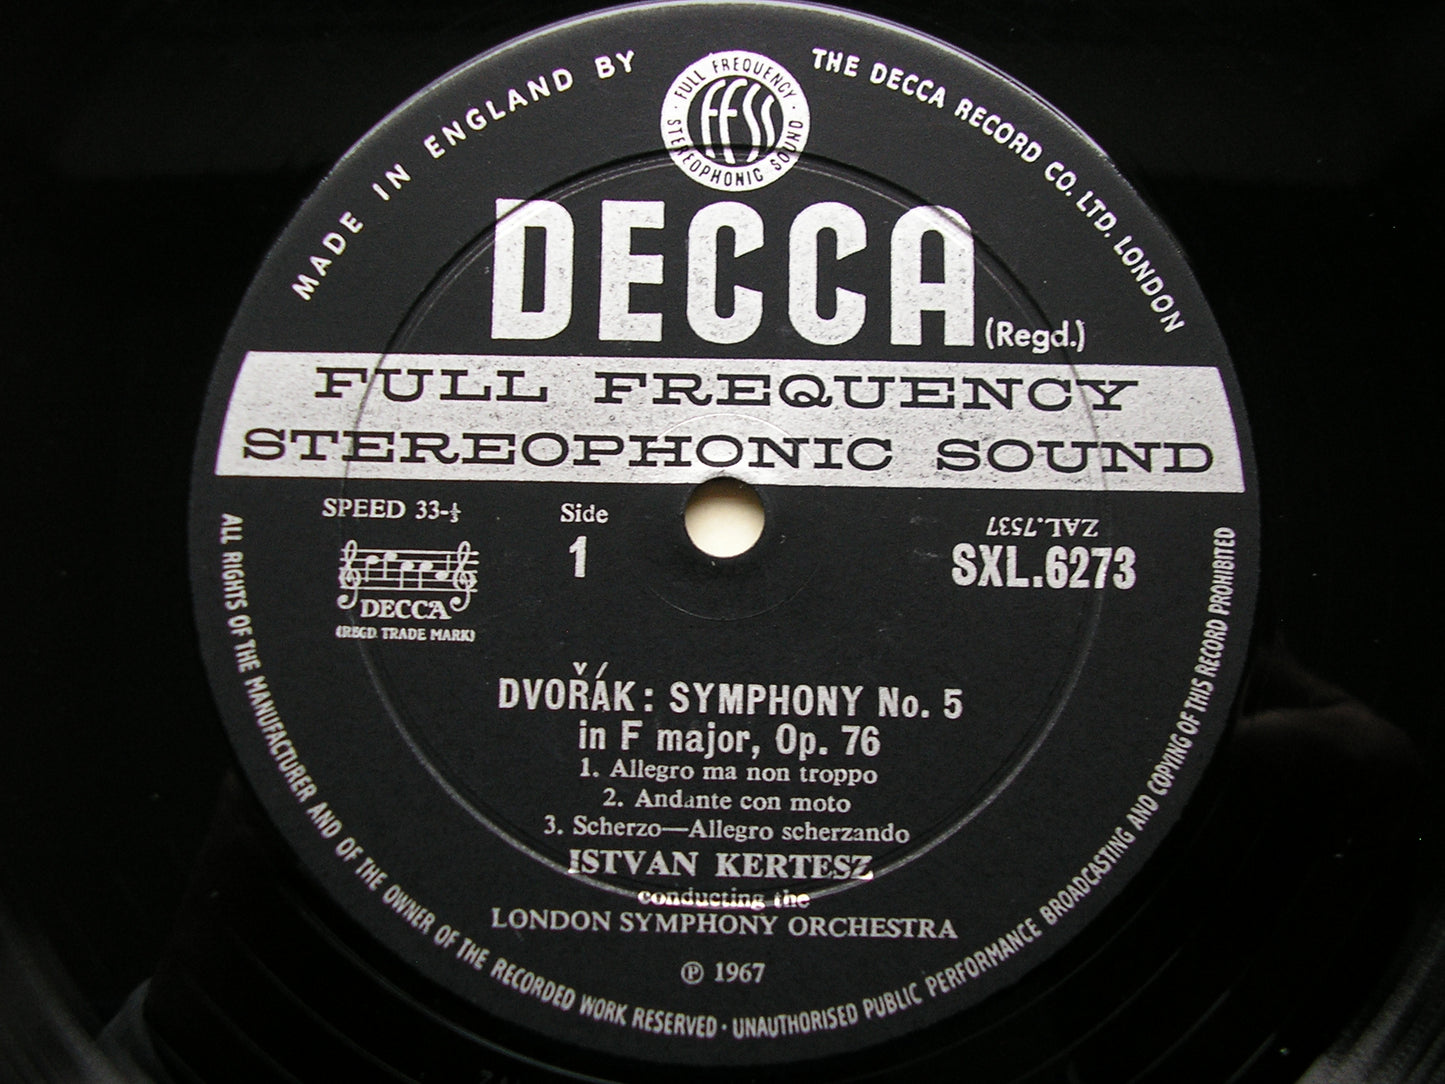 MADE IN ENGLAND BY
THE DECCA RECORD CO. LTD. LONDON
FULL FREQUENCY
FFSS
STEREOPHONIC SOUND
DECCA (Regd.)
FULL FREQUENCY
STEREOPHONIC SOUND
SPEED 33-⅓
Side
1
ZAL.7537
SXL.6273
DECCA
(REGD. TRADE MARK)
DVOŘÁK: SYMPHONY No. 5
in F major, Op. 76
1. Allegro ma non troppo
2. Andante con moto
3. Scherzo—Allegro scherzando
ISTVAN KERTESZ
conducting the
LONDON SYMPHONY ORCHESTRA
℗ 1967
ALL RIGHTS OF THE MANUFACTURER AND OF THE OWNER OF THE RECORDED WORK RESERVED · UNAUTHORISED PUBLIC PERFORMANCE BROADCASTING AND COPYING OF THIS RECORD PROHIBITED